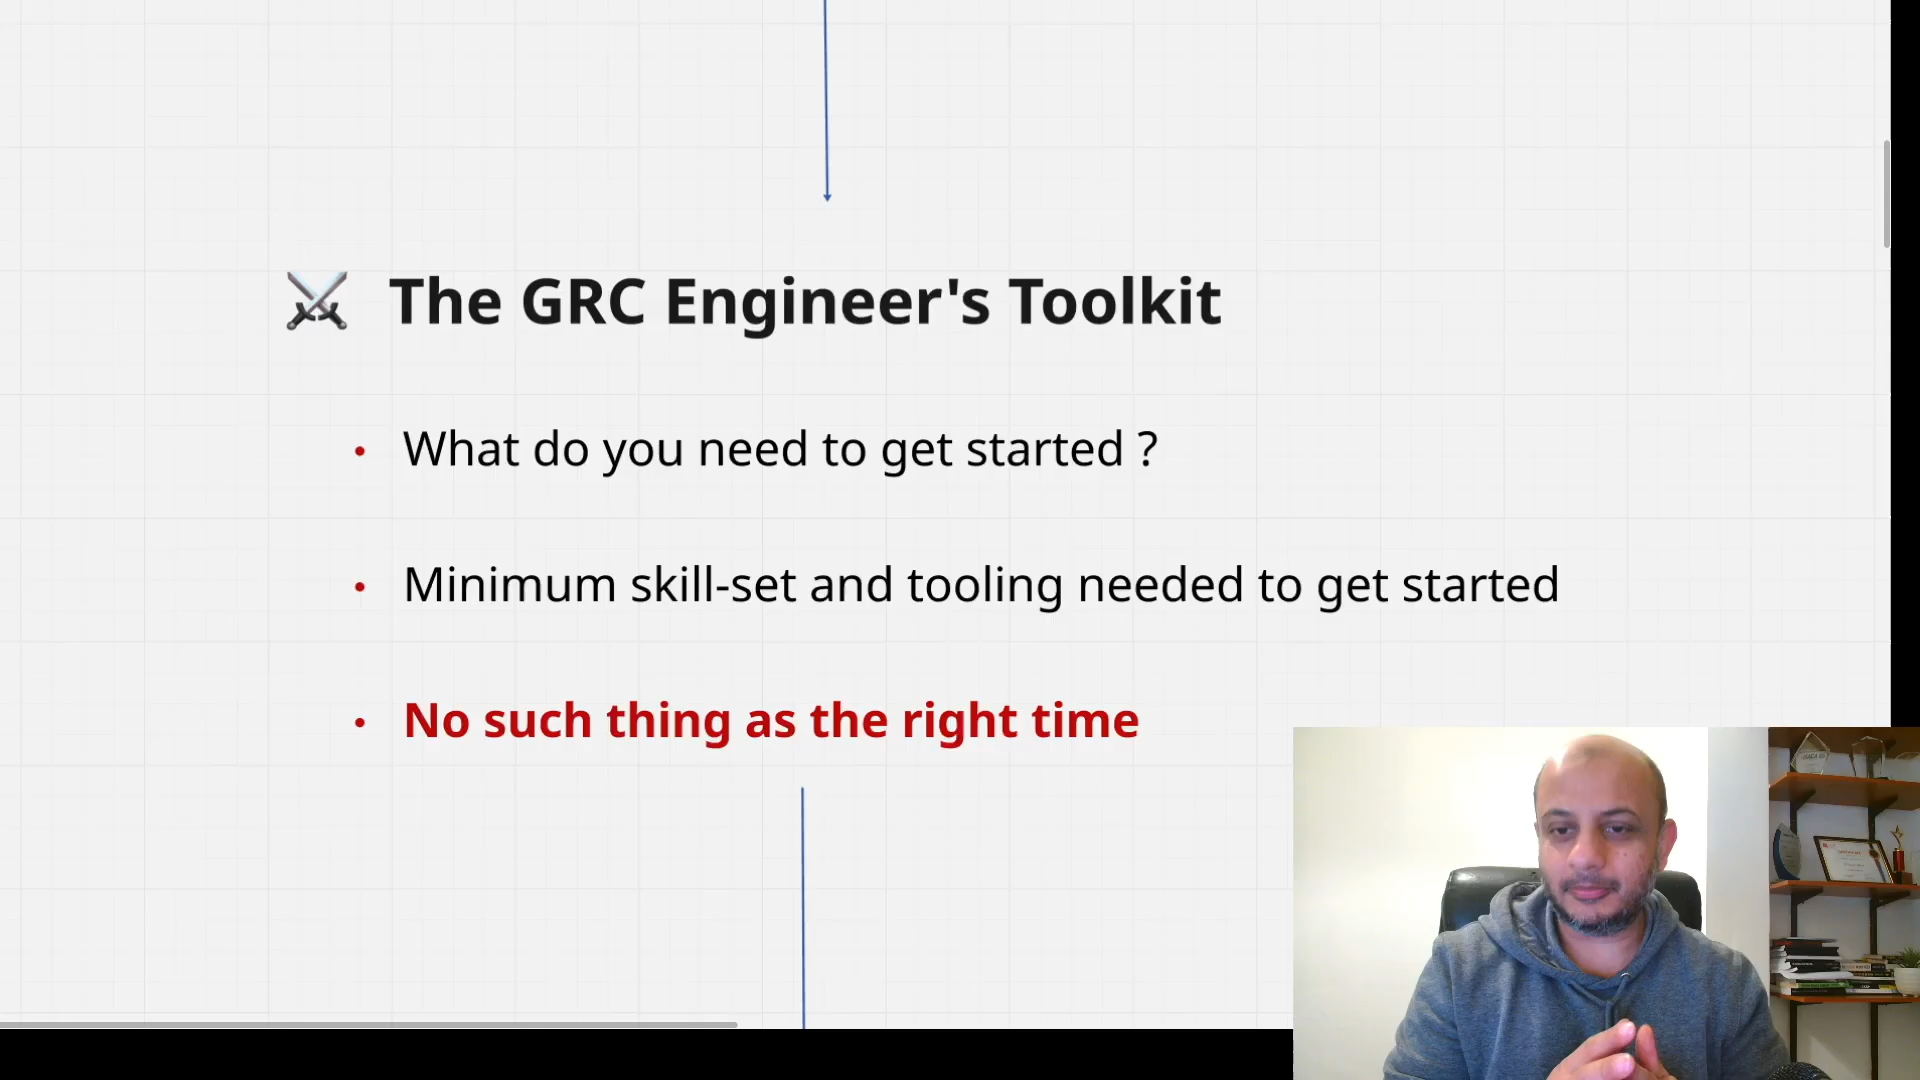 The GRC Engineer's Toolkit
• What do you need to get started ?
• Minimum skill-set and tooling needed to get started
• No such thing as the right time